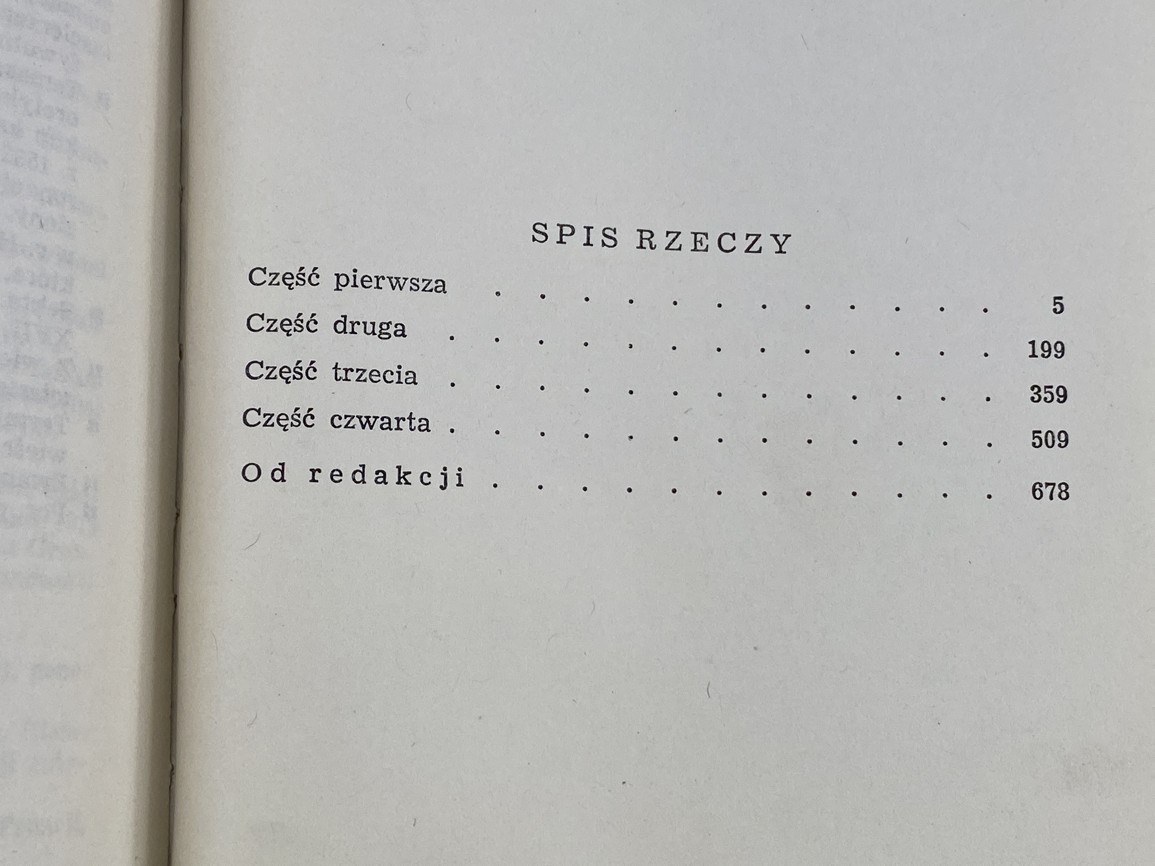 SPIS RZECZY
Część pierwsza . . . . . . . . . . . . 5
Część druga . . . . . . . . . . . . . 199
Część trzecia . . . . . . . . . . . . . 359
Część czwarta . . . . . . . . . . . . . 509
Od redakcji . . . . . . . . . . . . 678